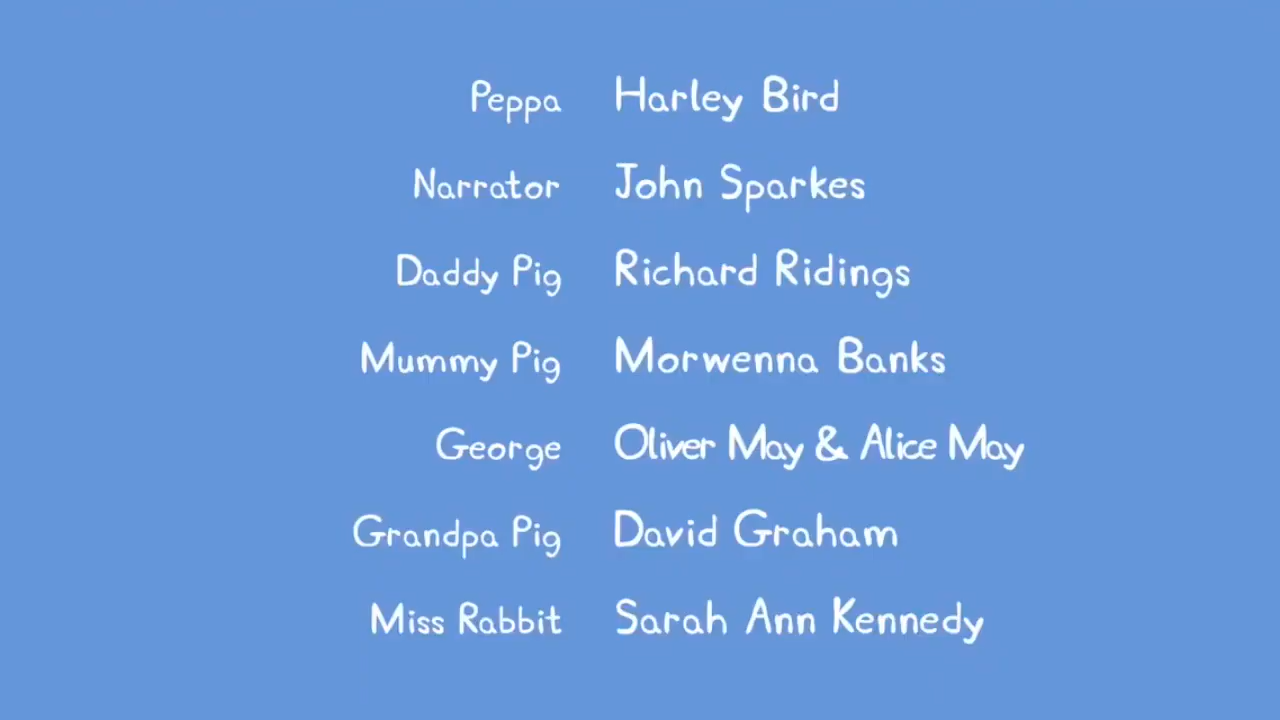 Peppa Harley Bird
Narrator John Sparkes
Daddy Pig Richard Ridings
Mummy Pig Morwenna Banks
George Oliver May & Alice May
Grandpa Pig David Graham
Miss Rabbit Sarah Ann Kennedy